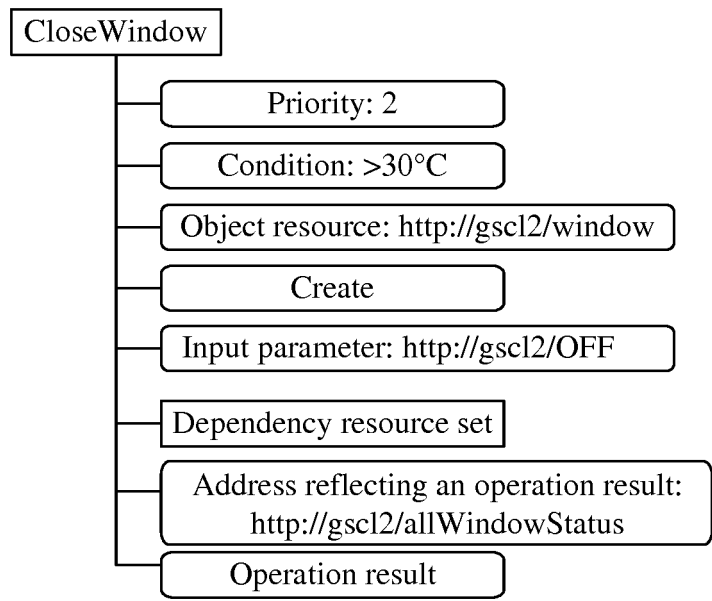 CloseWindow
Priority: 2
Condition: >30°C
Object resource: http://gscl2/window
Create
Input parameter: http://gscl2/OFF
Dependency resource set
Address reflecting an operation result:
http://gscl2/allWindowStatus
Operation result